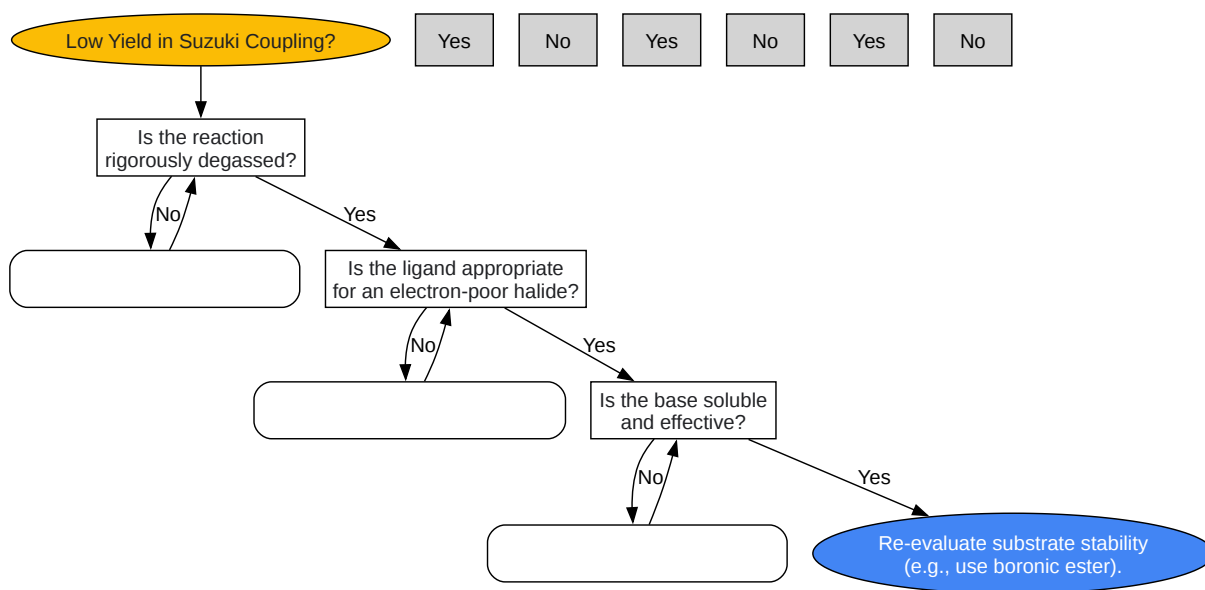 Low Yield in Suzuki Coupling?
Yes
No
Yes
No
Yes
No
Is the reaction
rigorously degassed?
No
Yes
Is the ligand appropriate
for an electron-poor halide?
No
Yes
Is the base soluble
and effective?
No
Yes
Re-evaluate substrate stability
(e.g., use boronic ester).